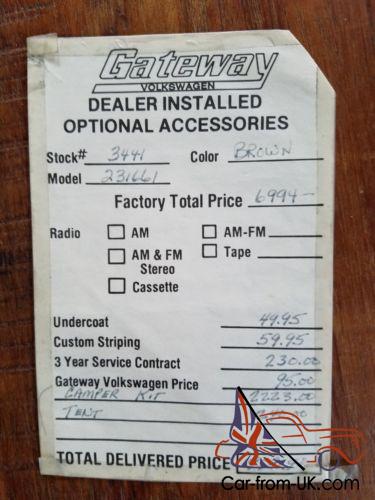 Gateway
VOLKSWAGEN
DEALER INSTALLED
OPTIONAL ACCESSORIES
Stock# 3441 Color BROWN
Model 231661
Factory Total Price 6994-
Radio AM AM-FM
AM & FM Stereo Tape
Cassette
Undercoat 49.95
Custom Striping 59.95
3 Year Service Contract 230.00
Gateway Volkswagen Price 95.00
CAMPER KIT 2223.00
TENT
TOTAL DELIVERED PRICE
Car-from-UK.com